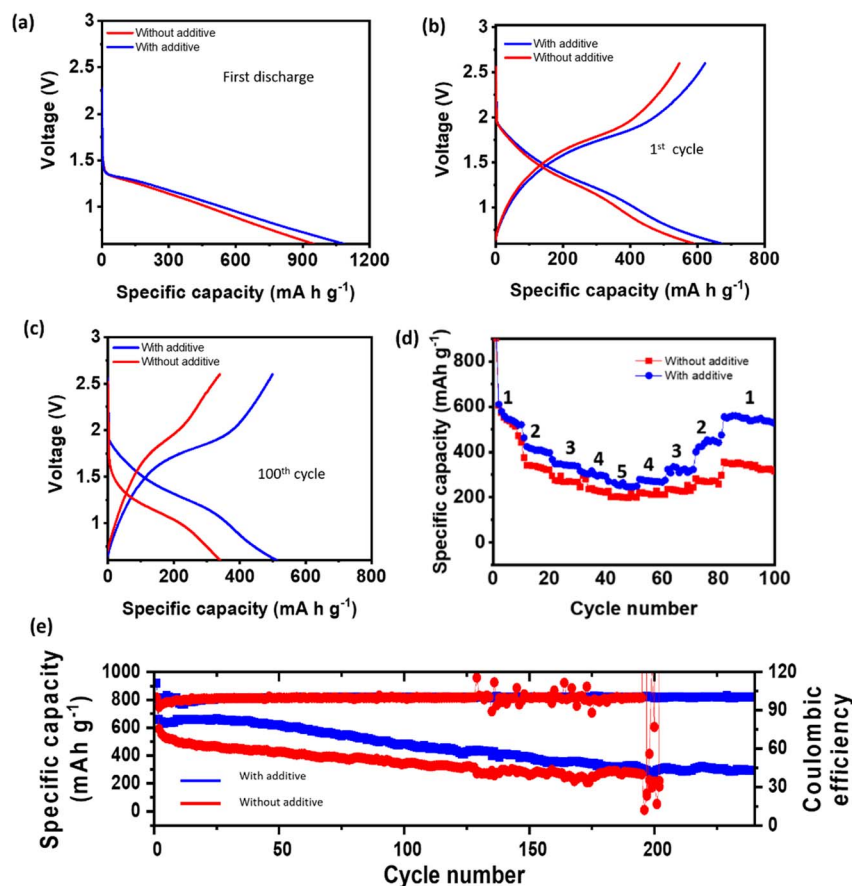 (a)
Without additive
With additive
First discharge
Voltage (V)
3
2.5
2
1.5
1
0 300 600 900 1200
Specific capacity (mA h g⁻¹)
(b)
With additive
Without additive
1ˢᵗ cycle
Voltage (V)
3
2.5
2
1.5
1
0 200 400 600 800
Specific capacity (mA h g⁻¹)
(c)
With additive
Without additive
100ᵗʰ cycle
Voltage (V)
3
2.5
2
1.5
1
0 200 400 600 800
Specific capacity (mA h g⁻¹)
(d)
Without additive
With additive
1 2 3 4 5 4 3 2 1
Specific capacity (mAh g⁻¹)
800
600
400
200
0
0 20 40 60 80 100
Cycle number
(e)
Specific capacity
(mAh g⁻¹)
1000
800
600
400
200
0
With additive
Without additive
120
90
60
30
0
Coulombic
efficiency
0 50 100 150 200
Cycle number